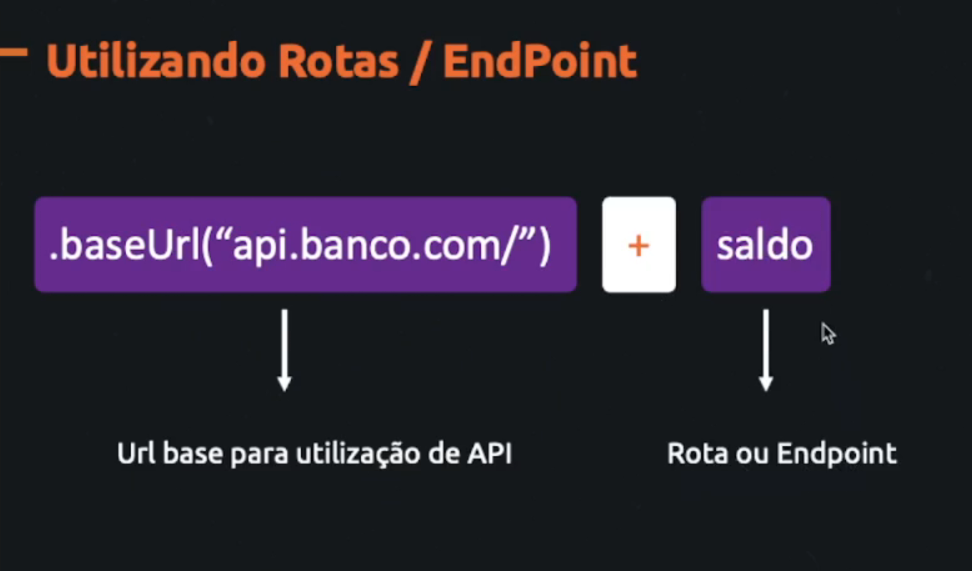 Utilizando Rotas / EndPoint
.baseUrl(“api.banco.com/”) + saldo
Url base para utilização de API
Rota ou Endpoint